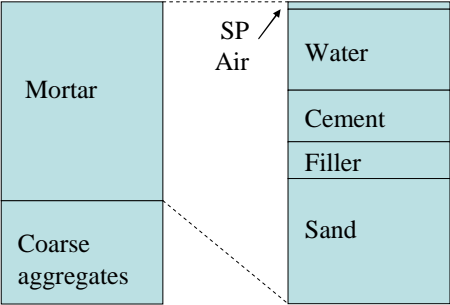 Mortar
Coarse
aggregates
SP
Air
Water
Cement
Filler
Sand